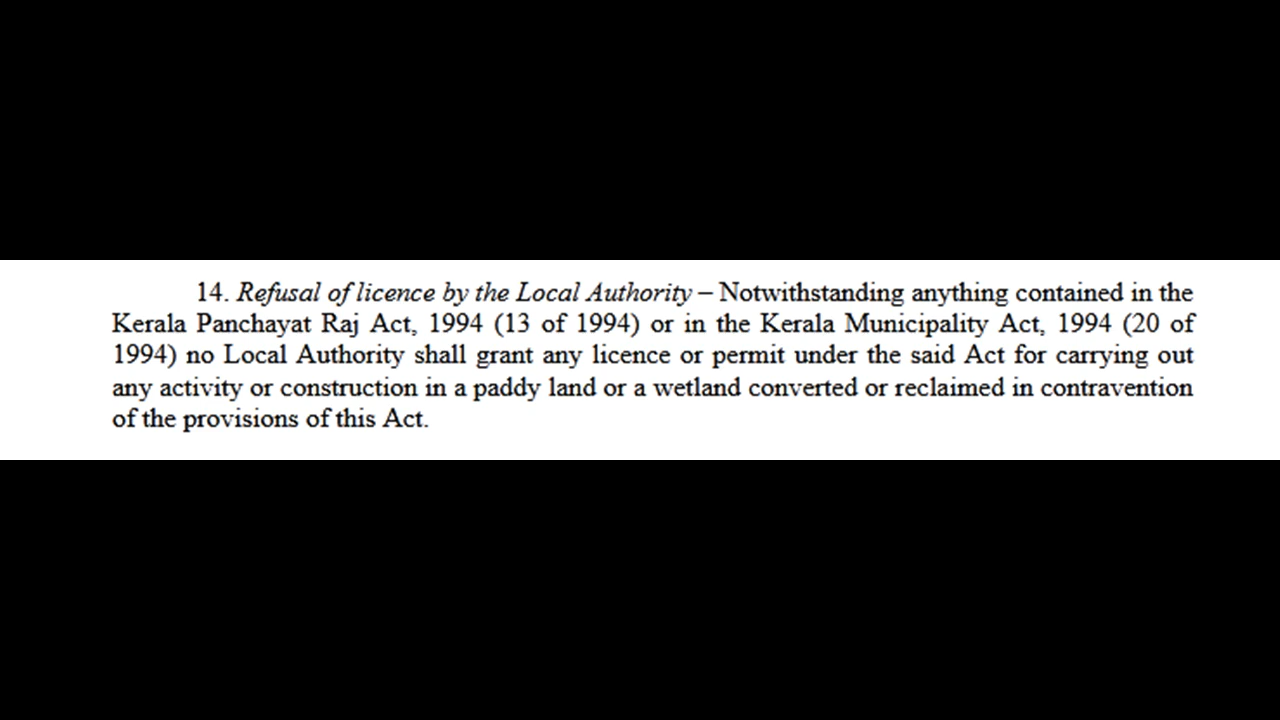 14. Refusal of licence by the Local Authority – Notwithstanding anything contained in the
Kerala Panchayat Raj Act, 1994 (13 of 1994) or in the Kerala Municipality Act, 1994 (20 of
1994) no Local Authority shall grant any licence or permit under the said Act for carrying out
any activity or construction in a paddy land or a wetland converted or reclaimed in contravention
of the provisions of this Act.